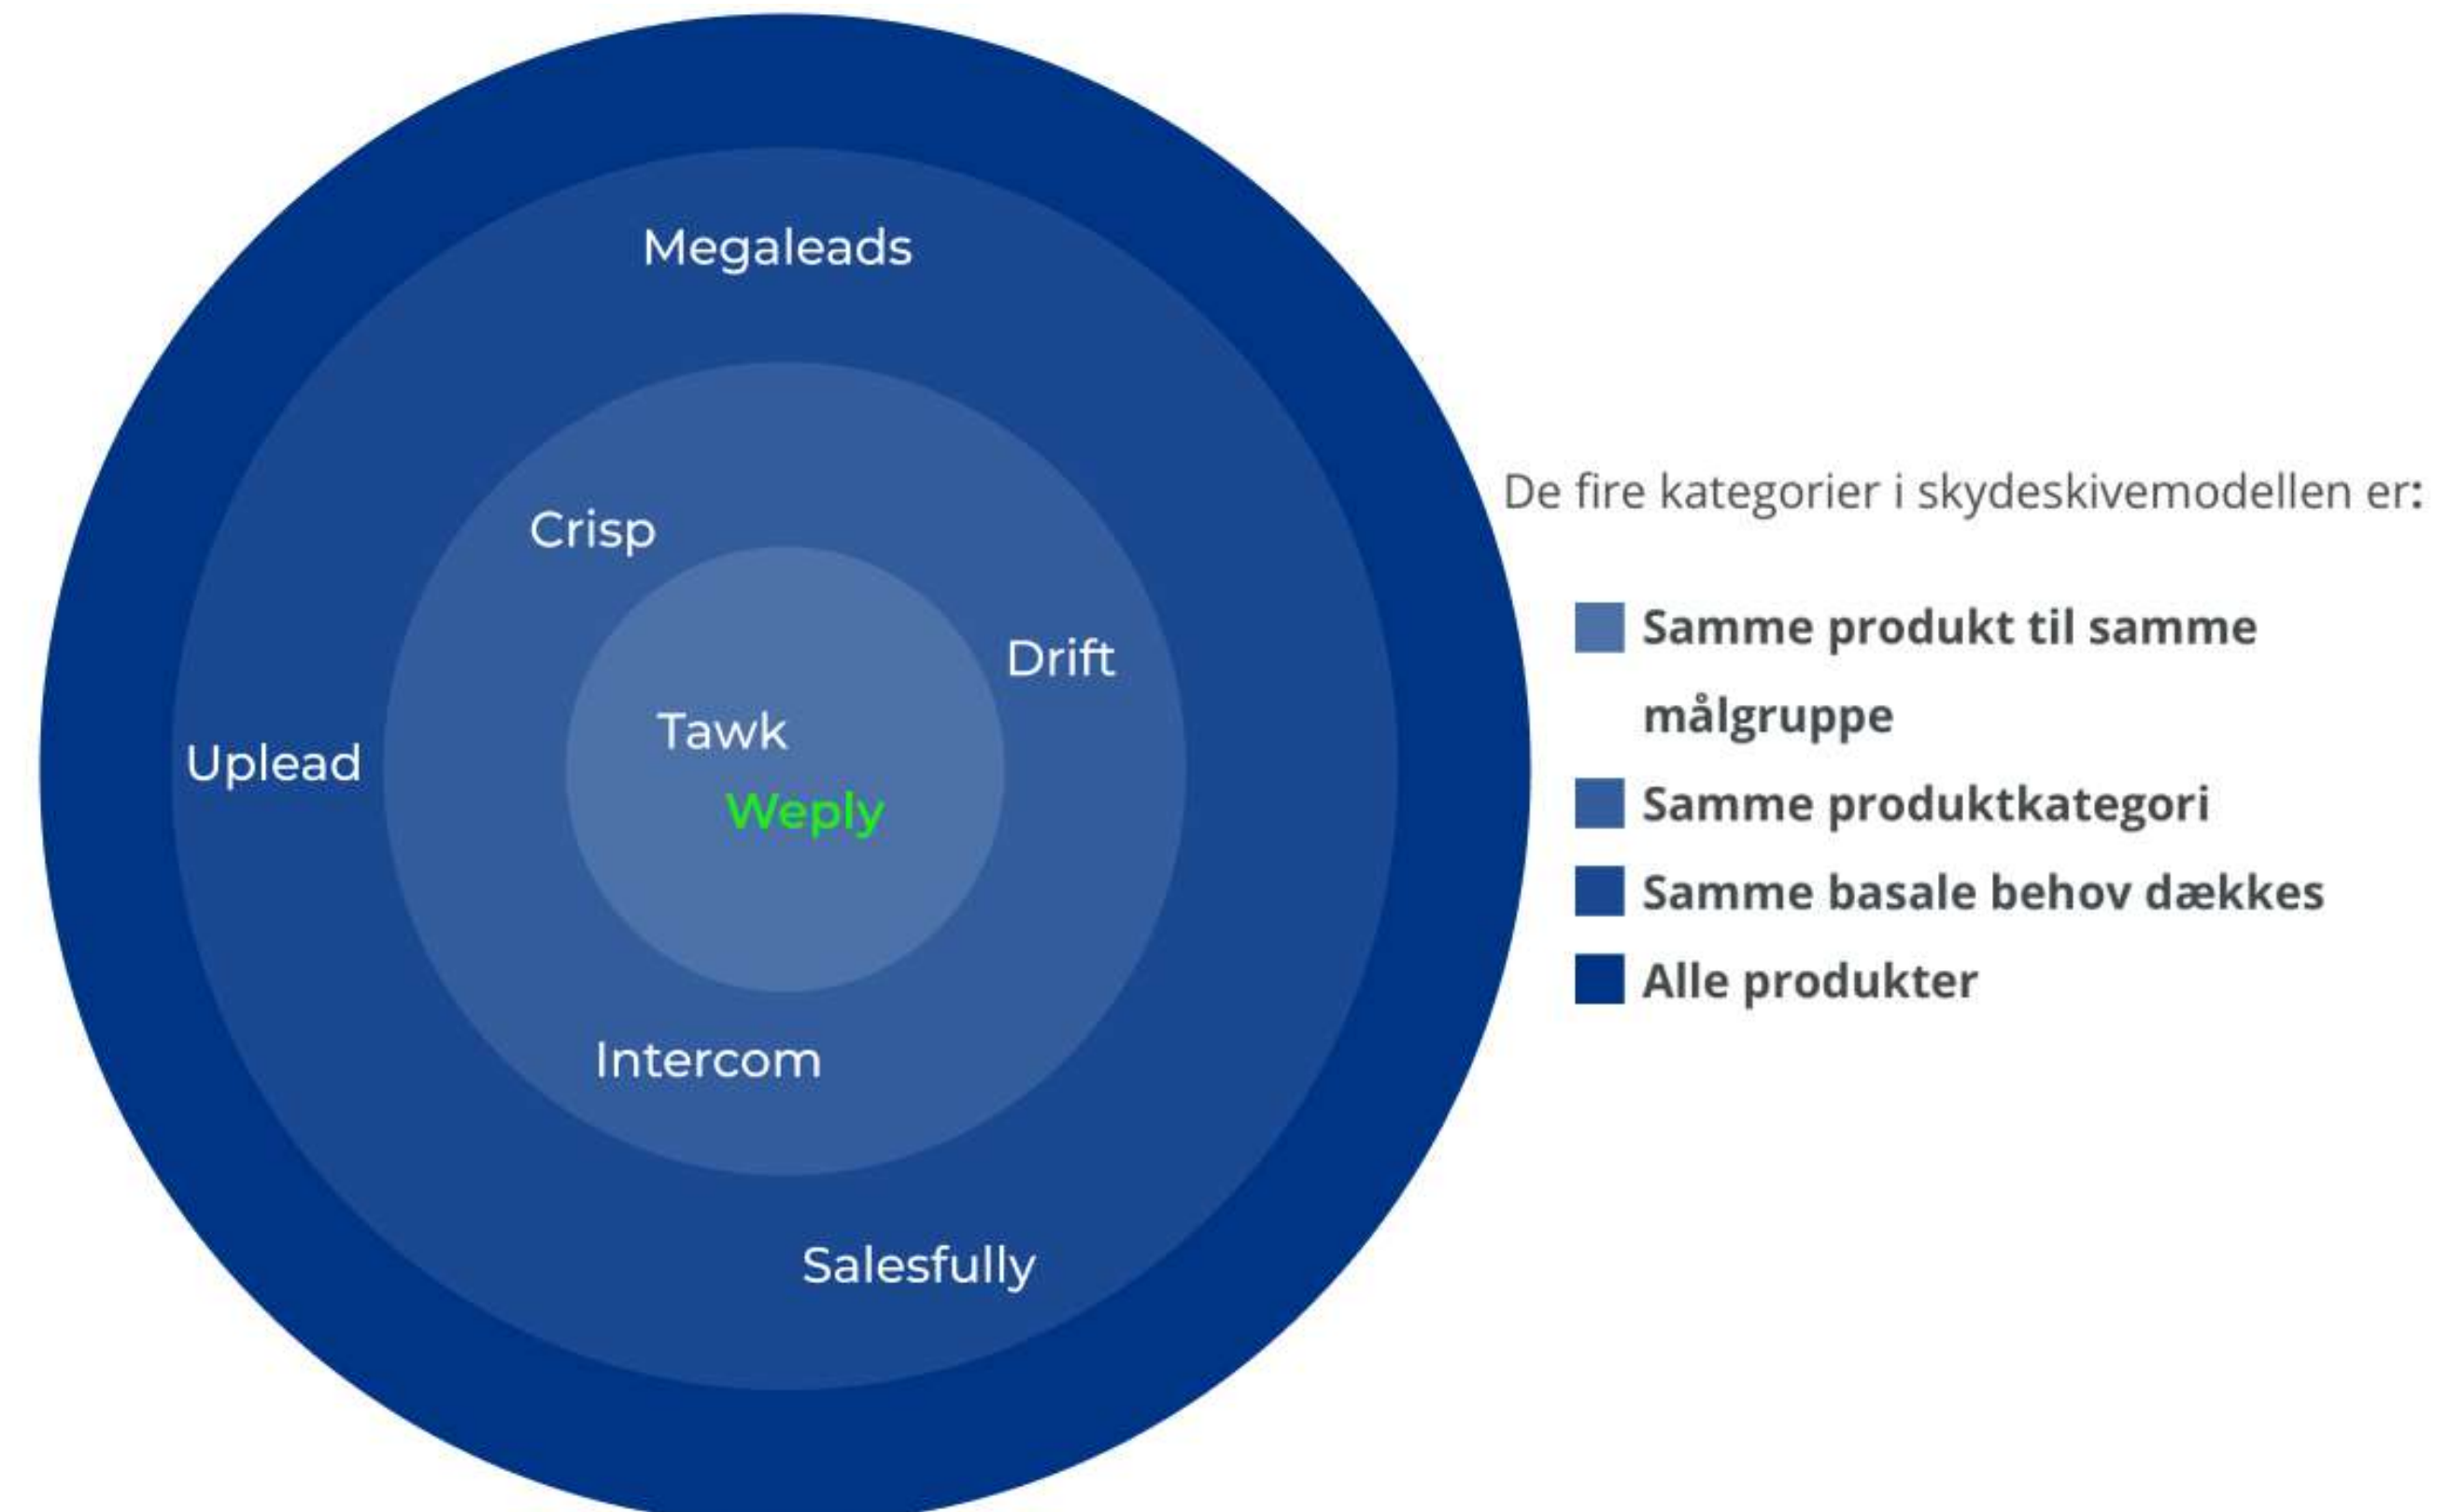 Megaleads
Crisp
Drift
Tawk
Uplead
Weply
Intercom
Salesfully
De fire kategorier i skydeskivemodellen er:
Samme produkt til samme
målgruppe
Samme produktkategori
Samme basale behov dækkes
Alle produkter